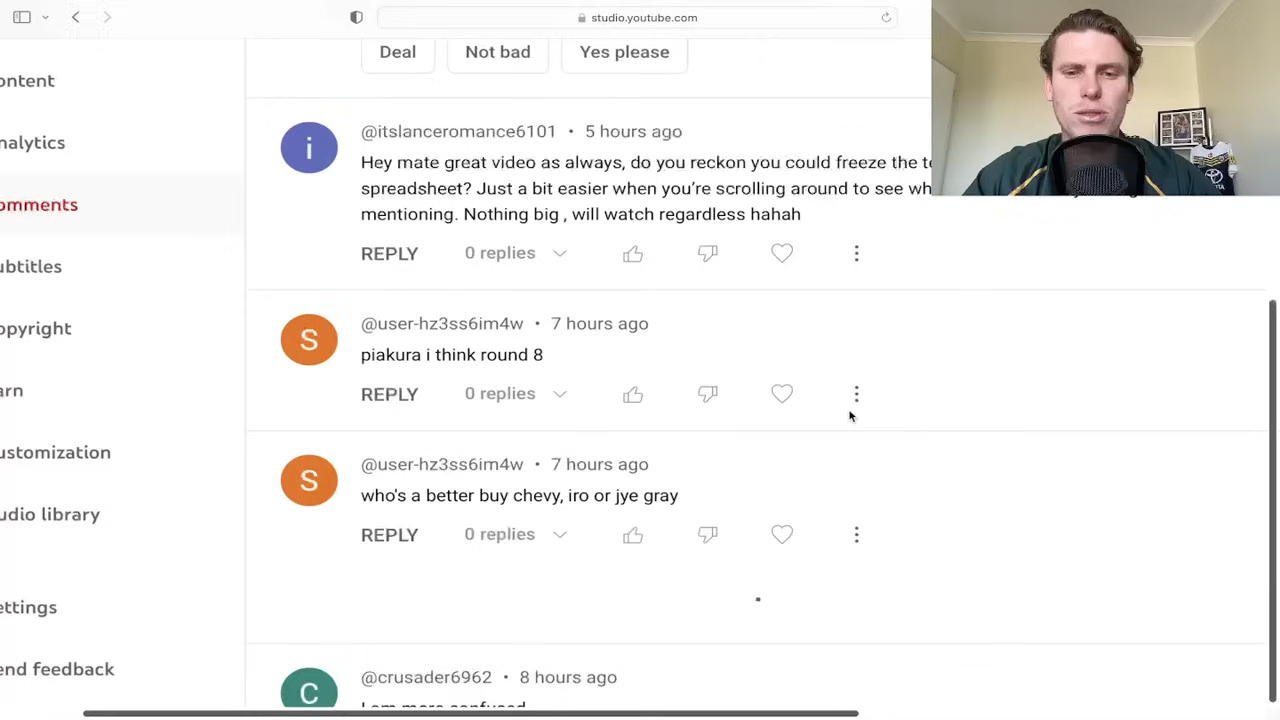 studio.youtube.com
Deal
Not bad
Yes please
ontent
nalytics
omments
ubtitles
opyright
arn
ustomization
udio library
ettings
end feedback
i
@itslanceromance6101 • 5 hours ago
Hey mate great video as always, do you reckon you could freeze the
spreadsheet? Just a bit easier when you're scrolling around to see
mentioning. Nothing big , will watch regardless hahah
REPLY 0 replies
S
@user-hz3ss6im4w • 7 hours ago
piakura i think round 8
REPLY 0 replies
S
@user-hz3ss6im4w • 7 hours ago
who's a better buy chevy, iro or jye gray
REPLY 0 replies
C
@crusader6962 • 8 hours ago
I am more confused
TOYOTA